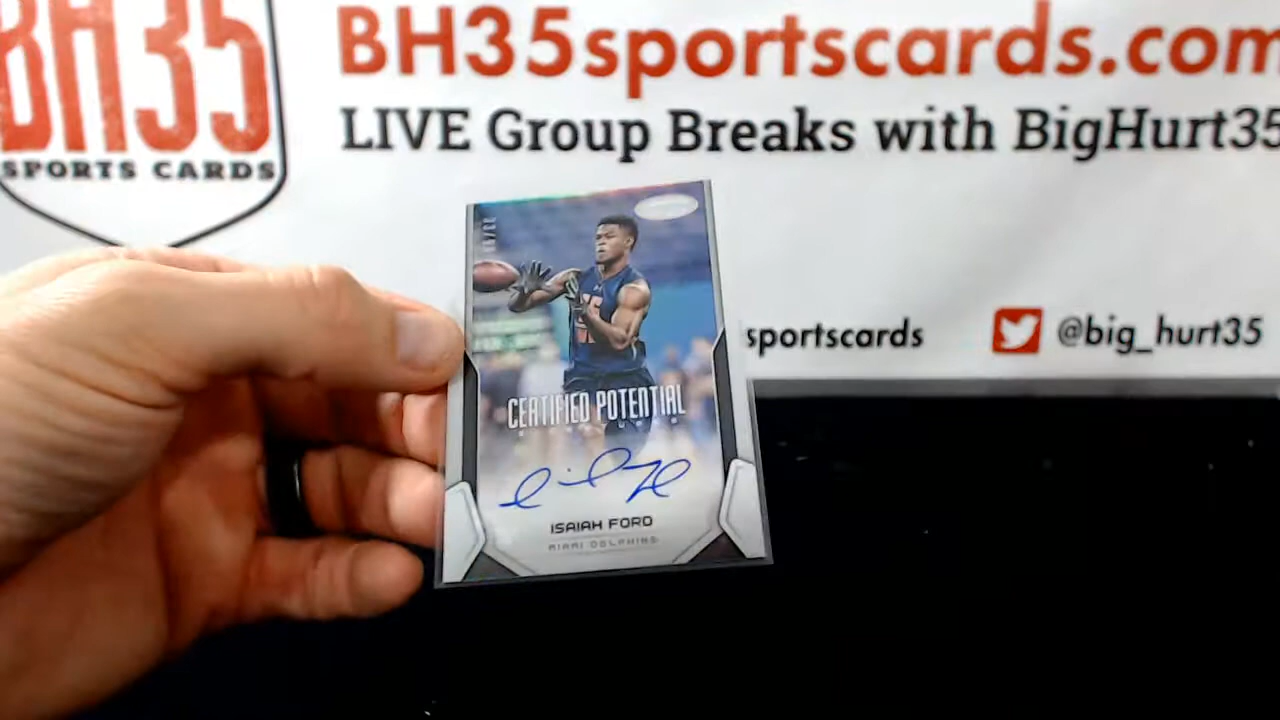 BH35
SPORTS CARDS
BH35sportscards.com
LIVE Group Breaks with BigHurt35
sportscards
@big_hurt35
CERTIFIED POTENTIAL
ISAIAH FORD
MIAMI DOLPHINS